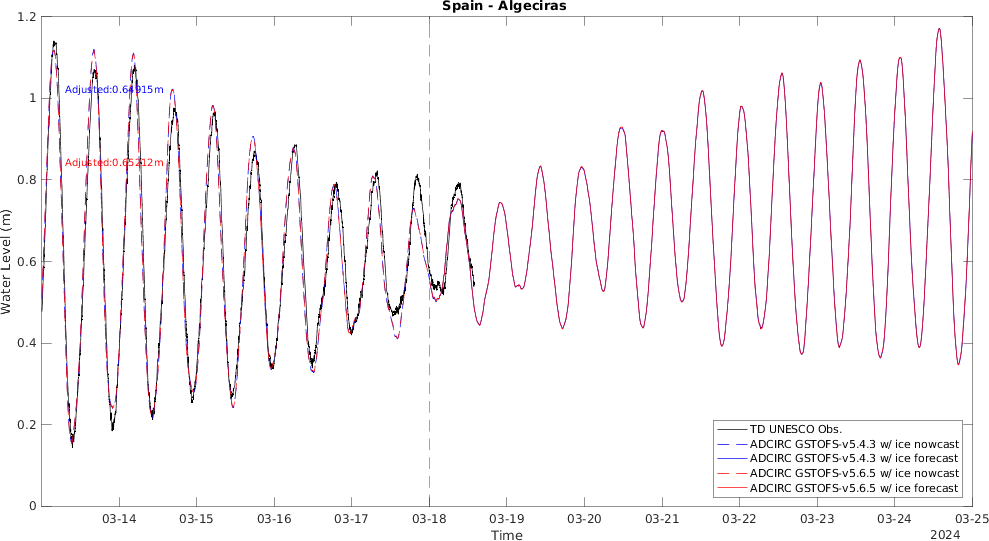 Spain - Algeciras
1.2
1
0.8
0.6
0.4
0.2
0
Water Level (m)
Adjusted:0.64915m
Adjusted:0.65212m
TD UNESCO Obs.
ADCIRC GSTOFS-v5.4.3 w/ ice nowcast
ADCIRC GSTOFS-v5.4.3 w/ ice forecast
ADCIRC GSTOFS-v5.6.5 w/ ice nowcast
ADCIRC GSTOFS-v5.6.5 w/ ice forecast
03-14 03-15 03-16 03-17 03-18 03-19 03-20 03-21 03-22 03-23 03-24 03-25
Time
2024